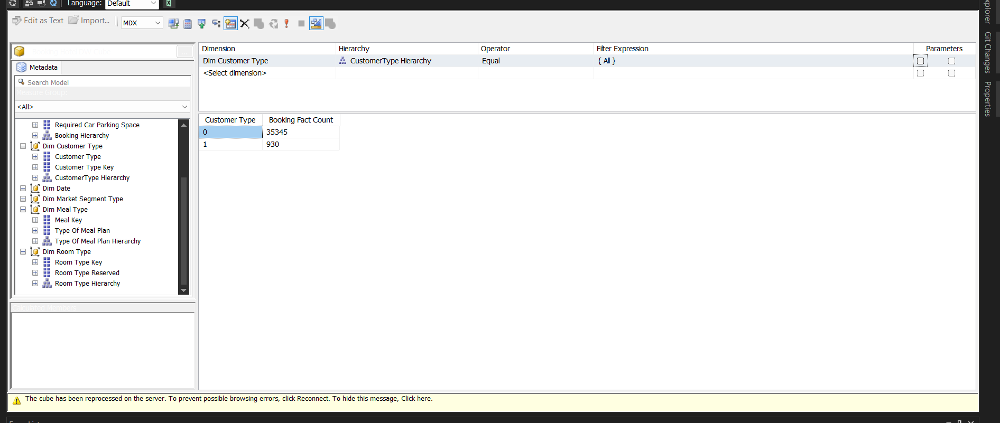 Language: Default
Edit as Text Import... MDX
Metadata
Search Model
Measure Group:
<All>
Required Car Parking Space
Booking Hierarchy
Dim Customer Type
Customer Type
Customer Type Key
CustomerType Hierarchy
Dim Date
Dim Market Segment Type
Dim Meal Type
Meal Key
Type Of Meal Plan
Type Of Meal Plan Hierarchy
Dim Room Type
Room Type Key
Room Type Reserved
Room Type Hierarchy
Calculated Members
Dimension Hierarchy Operator Filter Expression Parameters
Dim Customer Type CustomerType Hierarchy Equal { All }
<Select dimension>
Customer Type Booking Fact Count
0 35345
1 930
The cube has been reprocessed on the server. To prevent possible browsing errors, click Reconnect. To hide this message, Click here.
Git Changes
Properties